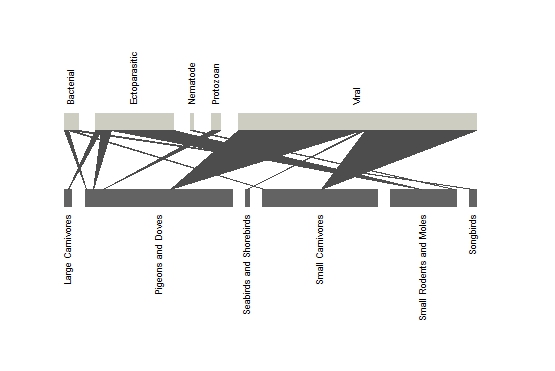 Large Carnivores
Bacterial
Ectoparasitic
Pigeons and Doves
Nematode
Protozoan
Seabirds and Shorebirds
Small Carnivores
Viral
Small Rodents and Moles
Songbirds